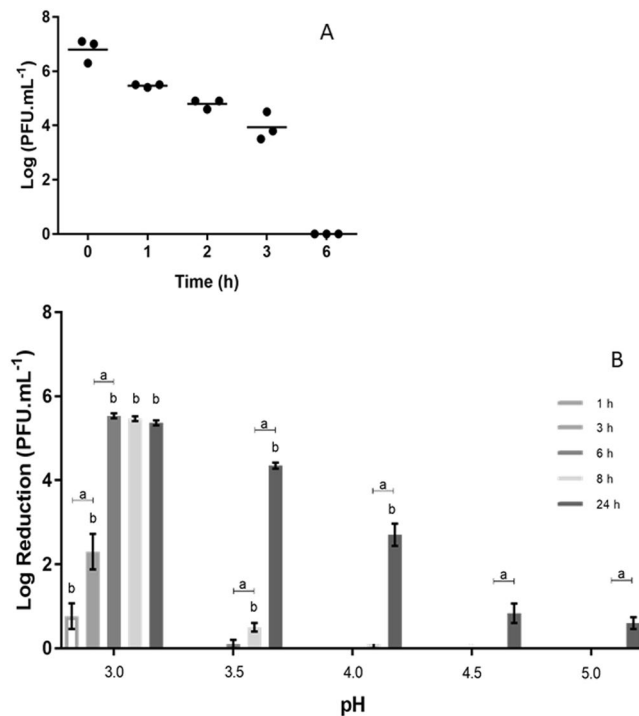 A
8
6
4
2
0
Log (PFU.mL-1)
0 1 2 3 6
Time (h)
B
8
6
4
2
0
Log Reduction (PFU.mL-1)
a b b b
a b
b
a b
a b
a b
a
a
1 h
3 h
6 h
8 h
24 h
3.0 3.5 4.0 4.5 5.0
pH